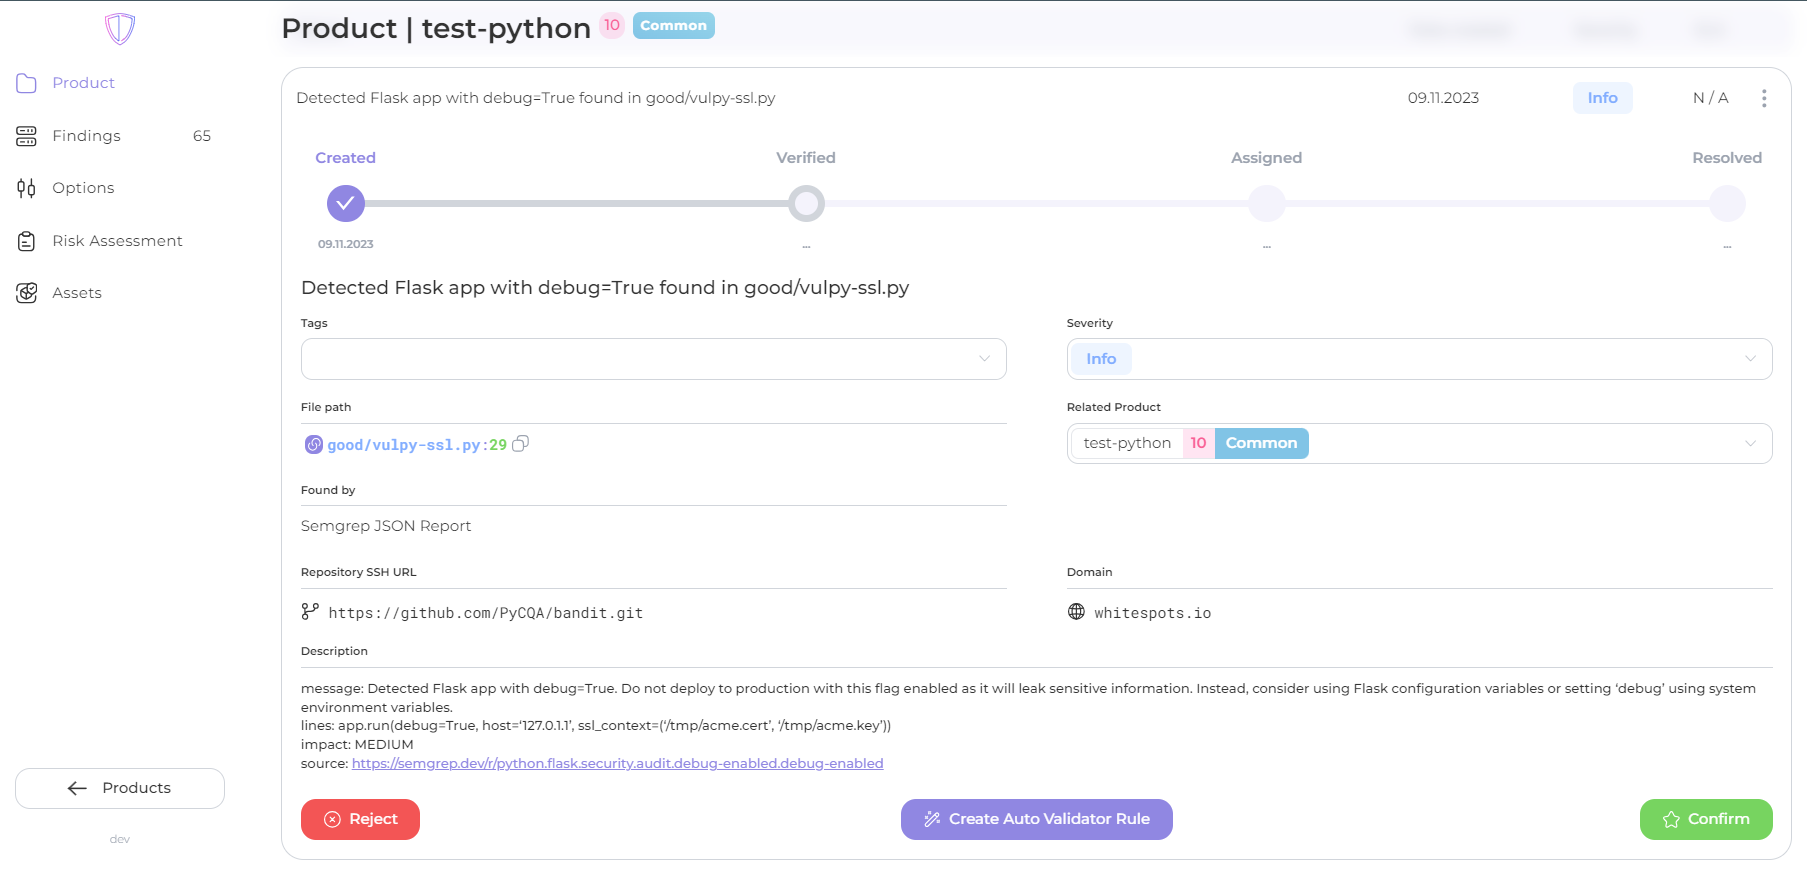 Product | test-python 10 Common
Product
Findings 65
Options
Risk Assessment
Assets
Products
dev
Detected Flask app with debug=True found in good/vulpy-ssl.py 09.11.2023 Info N / A
Created Verified Assigned Resolved
09.11.2023 ... ... ...
Detected Flask app with debug=True found in good/vulpy-ssl.py
Tags Severity
Info
File path Related Product
good/vulpy-ssl.py:29 test-python 10 Common
Found by
Semgrep JSON Report
Repository SSH URL Domain
https://github.com/PyCQA/bandit.git whitespots.io
Description
message: Detected Flask app with debug=True. Do not deploy to production with this flag enabled as it will leak sensitive information. Instead, consider using Flask configuration variables or setting ‘debug’ using system
environment variables.
lines: app.run(debug=True, host=‘127.0.1.1’, ssl_context=(‘/tmp/acme.cert’, ‘/tmp/acme.key’))
impact: MEDIUM
source: https://semgrep.dev/r/python.flask.security.audit.debug-enabled.debug-enabled
Reject Create Auto Validator Rule Confirm